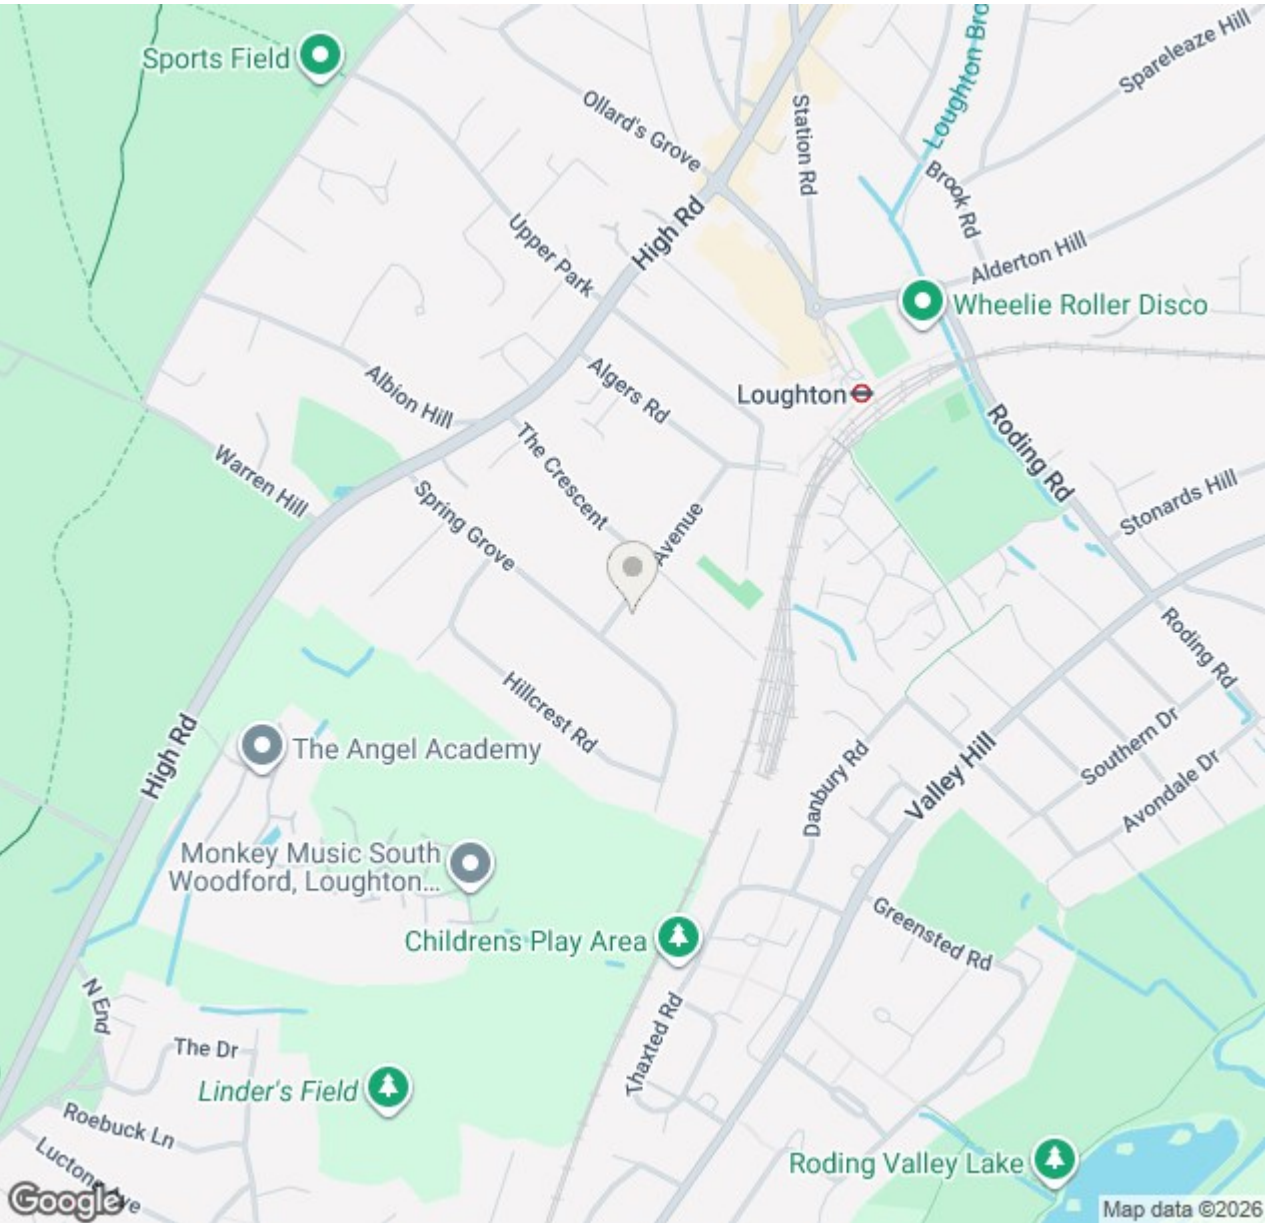 Sports Field
Ollard's Grove
Station Rd
Loughton Bro
Spareleaze Hill
Brook Rd
High Rd
Upper Park
Alderton Hill
Wheelie Roller Disco
Albion Hill
Algers Rd
Loughton
Roding Rd
Warren Hill
The Crescent
Spring Grove
Avenue
Stonards Hill
Roding Rd
Hillcrest Rd
High Rd
The Angel Academy
Danbury Rd
Valley Hill
Southern Dr
Avondale Dr
Monkey Music South
Woodford, Loughton...
Childrens Play Area
Greensted Rd
N End
The Dr
Thaxted Rd
Linder's Field
Roebuck Ln
Roding Valley Lake
Google
Map data ©2026